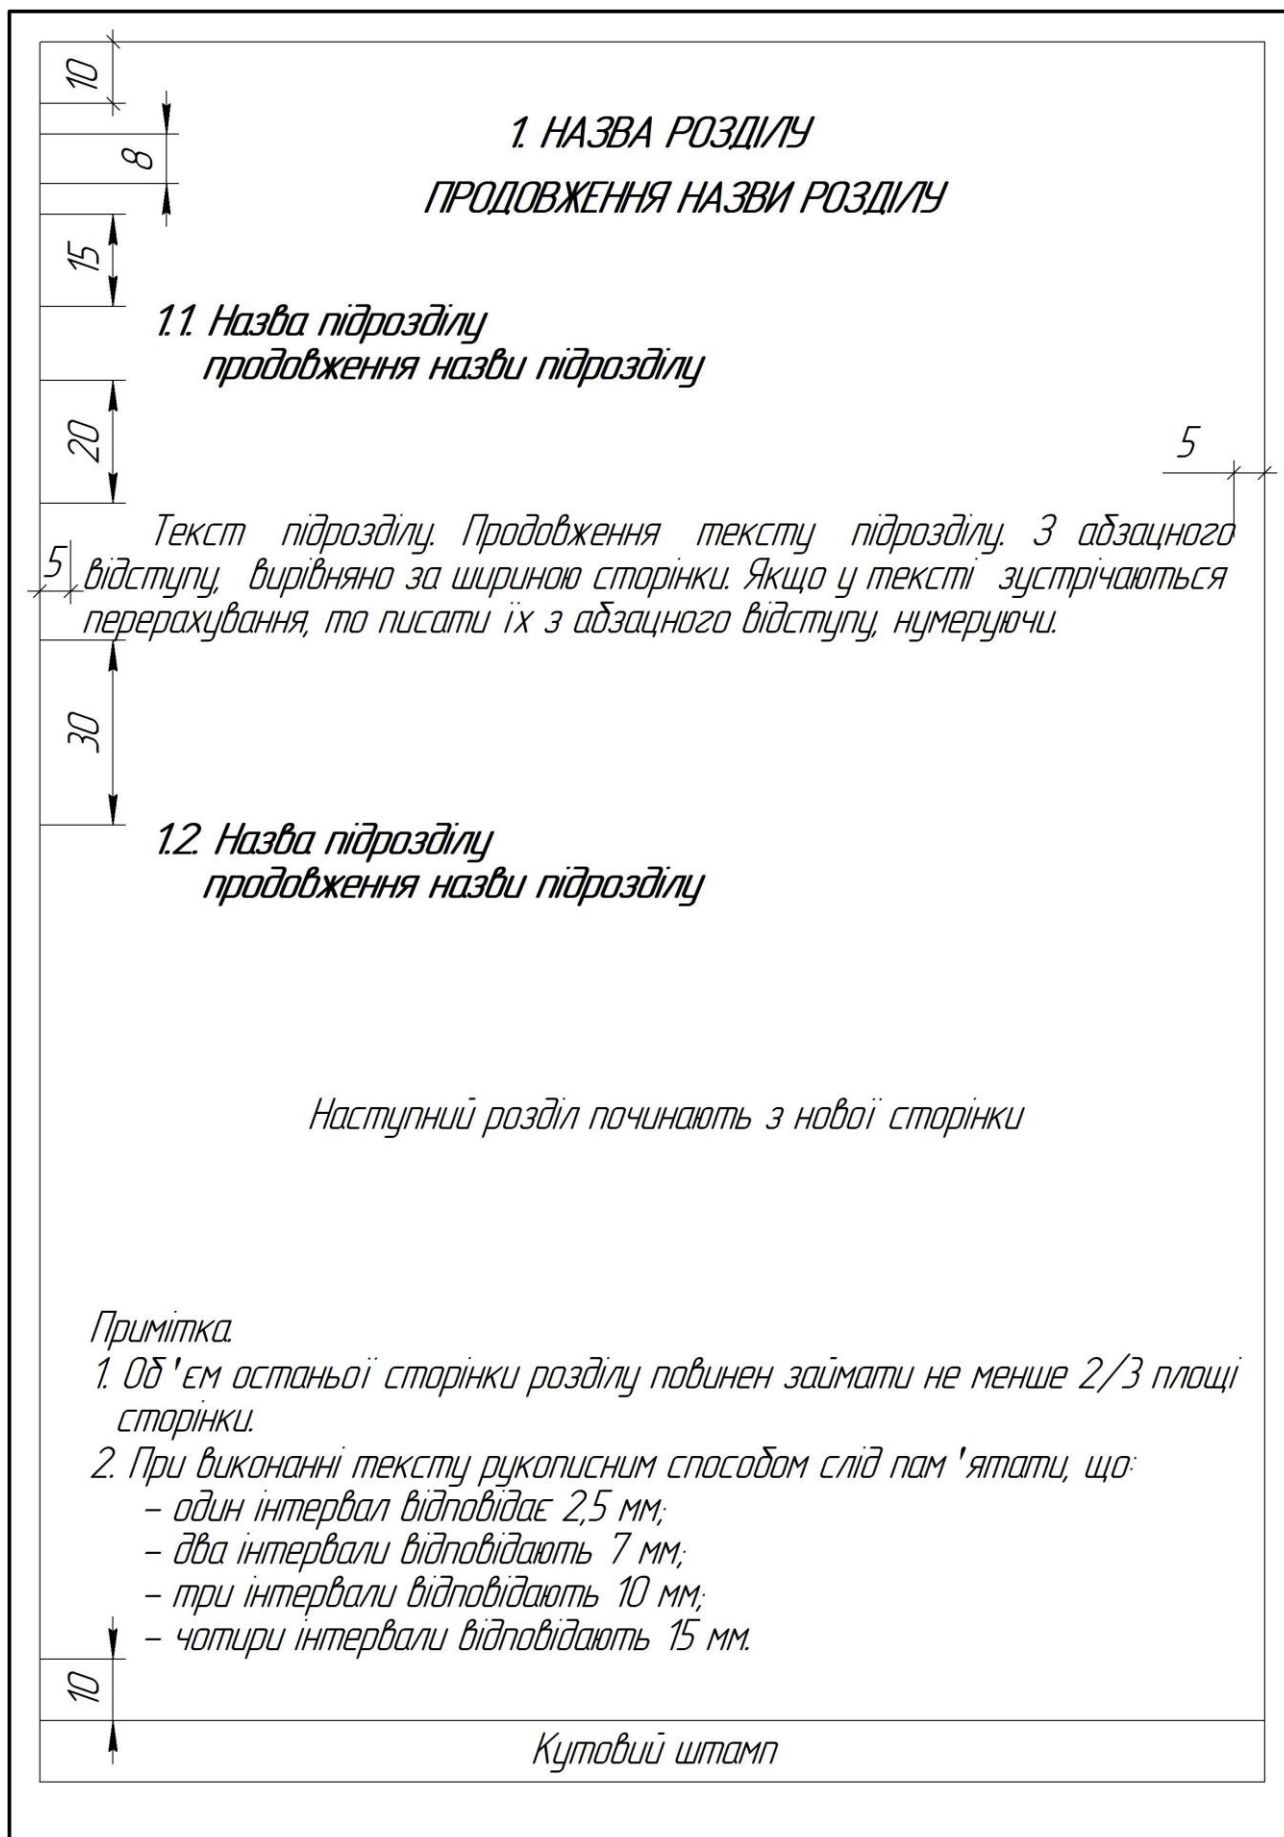 10
1. НАЗВА РОЗДІЛУ
8
ПРОДОВЖЕННЯ НАЗВИ РОЗДІЛУ
15
1.1. Назва підрозділу
продовження назви підрозділу
20
5
Текст підрозділу. Продовження тексту підрозділу. З абзацного
5
відступу, вирівняно за шириною сторінки. Якщо у тексті зустрічаються
перерахування, то писати їх з абзацного відступу, нумеруючи.
30
1.2. Назва підрозділу
продовження назви підрозділу
Наступний розділ починають з нової сторінки
Примітка.
1. Об'єм останьої сторінки розділу повинен займати не менше 2/3 площі
сторінки.
2. При виконанні тексту рукописним способом слід пам'ятати, що:
– один інтервал відповідає 2,5 мм;
– два інтервали відповідають 7 мм;
– три інтервали відповідають 10 мм;
– чотири інтервали відповідають 15 мм.
10
Кутовий штамп